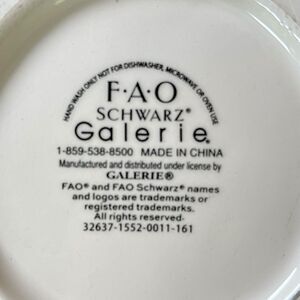 HAND WASH ONLY NOT FOR DISHWASHER, MICROWAVE OR OVEN USE
F·A·O
SCHWARZ®
Galerie®
1-859-538-8500 MADE IN CHINA
Manufactured and distributed under license by
GALERIE®
FAO® and FAO Schwarz® names
and logos are trademarks or
registered trademarks.
All rights reserved-
32637-1552-0011-161